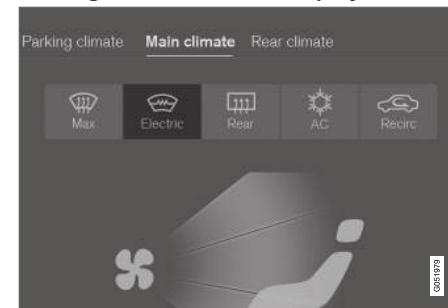 Parking climate Main climate Rear climate
Max Electric Rear AC Recirc
G051979